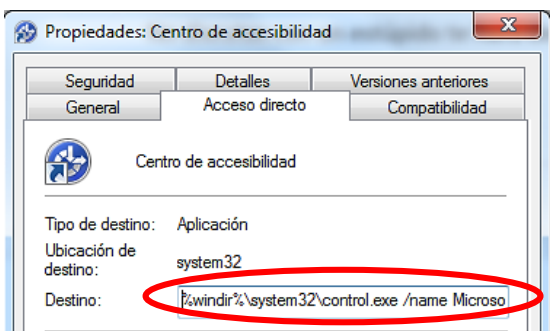 Propiedades: Centro de accesibilidad
Seguridad Detalles Versiones anteriores
General Acceso directo Compatibilidad
Centro de accesibilidad
Tipo de destino: Aplicación
Ubicación de
destino: system32
Destino: %windir%\system32\control.exe /name Microso